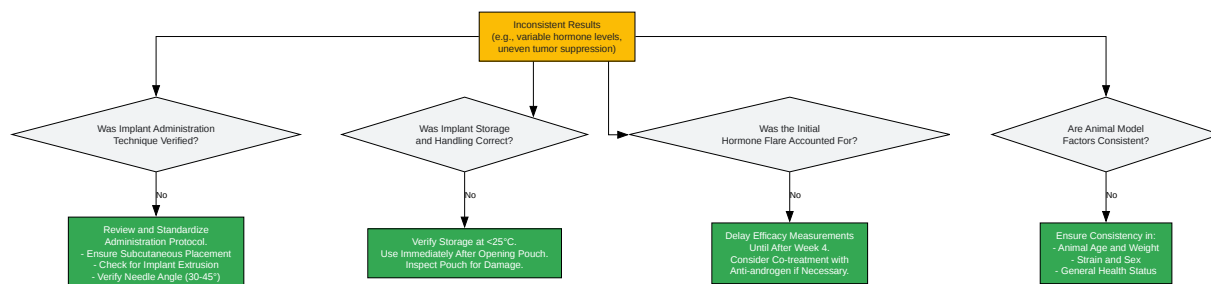 Inconsistent Results
(e.g., variable hormone levels,
uneven tumor suppression)
Was Implant Administration
Technique Verified?
Was Implant Storage
and Handling Correct?
Was the Initial
Hormone Flare Accounted For?
Are Animal Model
Factors Consistent?
No
No
No
No
Review and Standardize
Administration Protocol.
- Ensure Subcutaneous Placement
- Check for Implant Extrusion
- Verify Needle Angle (30-45°)
Verify Storage at <25°C.
Use Immediately After Opening Pouch.
Inspect Pouch for Damage.
Delay Efficacy Measurements
Until After Week 4.
Consider Co-treatment with
Anti-androgen if Necessary.
Ensure Consistency in:
- Animal Age and Weight
- Strain and Sex
- General Health Status